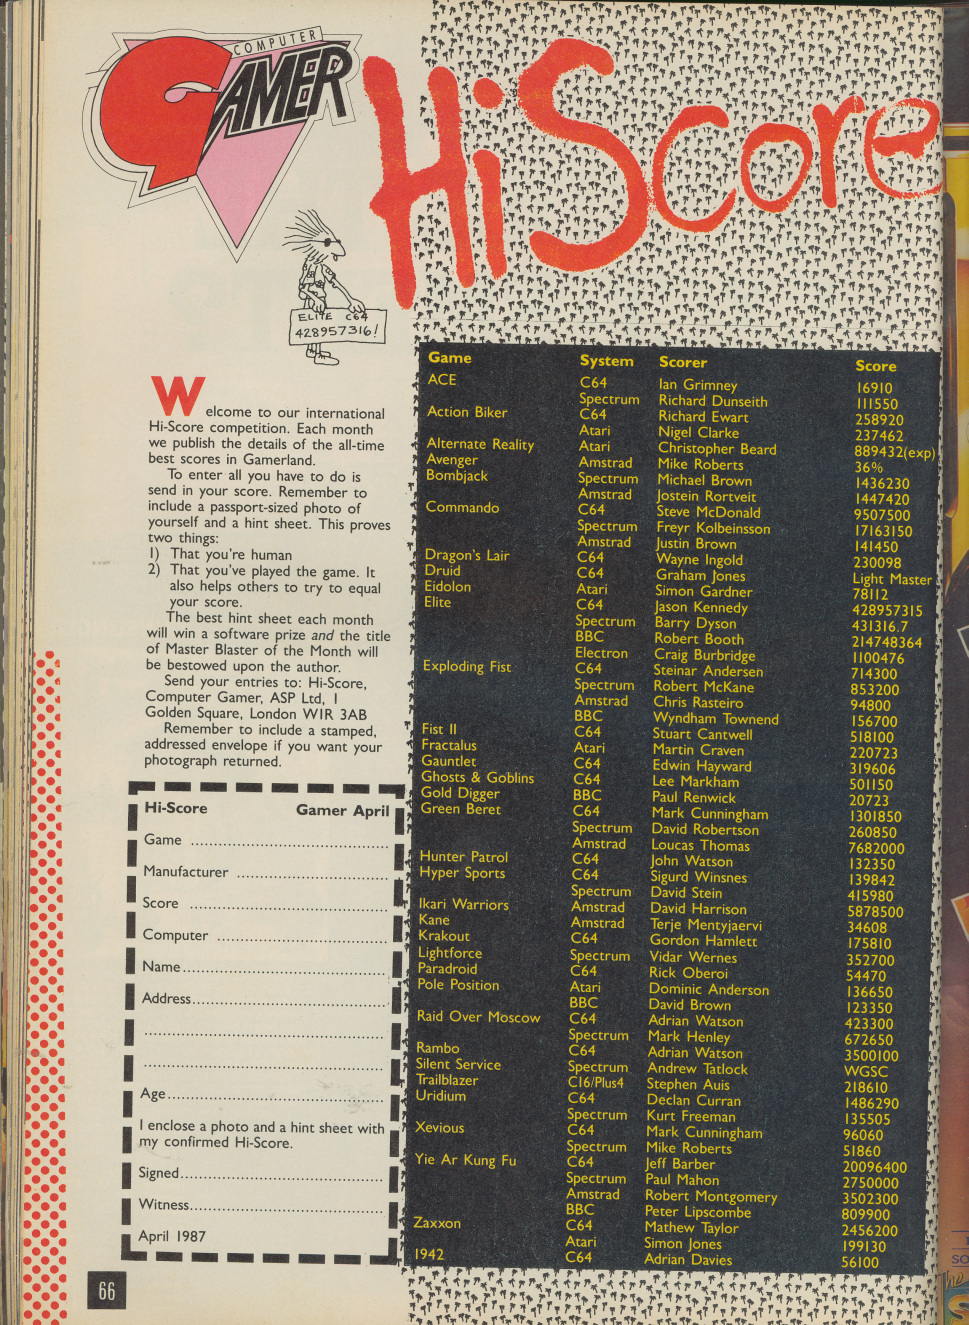 COMPUTER
GAMER
Hi Score
ELITE C64
428957316!
Welcome to our international
Hi-Score competition. Each month
we publish the details of the all-time
best scores in Gamerland.
To enter all you have to do is
send in your score. Remember to
include a passport-sized photo of
yourself and a hint sheet. This proves
two things:
1) That you're human
2) That you've played the game. It
also helps others to try to equal
your score.
The best hint sheet each month
will win a software prize and the title
of Master Blaster of the Month will
be bestowed upon the author.
Send your entries to: Hi-Score,
Computer Gamer, ASP Ltd, 1
Golden Square, London W1R 3AB
Remember to include a stamped,
addressed envelope if you want your
photograph returned.
Hi-Score Gamer April
Game
Manufacturer
Score
Computer
Name
Address
Age
I enclose a photo and a hint sheet with
my confirmed Hi-Score.
Signed
Witness
April 1987
66
Game System Scorer Score
ACE C64 Ian Grimney 16910
Spectrum Richard Dunseith 111550
Action Biker C64 Richard Ewart 258920
Atari Nigel Clarke 237462
Alternate Reality Atari Christopher Beard 889432(exp)
Avenger Amstrad Mike Roberts 36%
Bombjack Spectrum Michael Brown 1436230
Amstrad Jostein Rortveit 1447420
Commando C64 Steve McDonald 9507500
Spectrum Freyr Kolbeinsson 17163150
Amstrad Justin Brown 141450
Dragon's Lair C64 Wayne Ingold 230098
Druid C64 Graham Jones Light Master
Eidolon Atari Simon Gardner 78112
Elite C64 Jason Kennedy 428957315
Spectrum Barry Dyson 431316.7
BBC Robert Booth 214748364
Electron Craig Burbridge 1100476
Exploding Fist C64 Steinar Andersen 714300
Spectrum Robert McKane 853200
Amstrad Chris Rasteiro 94800
BBC Wyndham Townend 156700
Fist II C64 Stuart Cantwell 518100
Fractalus Atari Martin Craven 220723
Gauntlet C64 Edwin Hayward 319606
Ghosts & Goblins C64 Lee Markham 501150
Gold Digger BBC Paul Renwick 20723
Green Beret C64 Mark Cunningham 1301850
Spectrum David Robertson 260850
Amstrad Loucas Thomas 7682000
Hunter Patrol C64 John Watson 132350
Hyper Sports C64 Sigurd Winsnes 139842
Spectrum David Stein 415980
Ikari Warriors Amstrad David Harrison 5878500
Kane Amstrad Terje Mentyjaervi 34608
Krakout C64 Gordon Hamlett 175810
Lightforce Spectrum Vidar Wernes 352700
Paradroid C64 Rick Oberoi 54470
Pole Position Atari Dominic Anderson 136650
BBC David Brown 123350
Raid Over Moscow C64 Adrian Watson 423300
Spectrum Mark Henley 672650
Rambo C64 Adrian Watson 3500100
Silent Service Spectrum Andrew Tatlock WGSC
Trailblazer C16/Plus4 Stephen Auis 218610
Uridium C64 Declan Curran 1486290
Spectrum Kurt Freeman 135505
Xevious C64 Mark Cunningham 96060
Spectrum Mike Roberts 51860
Yie Ar Kung Fu C64 Jeff Barber 20096400
Spectrum Paul Mahon 2750000
Amstrad Robert Montgomery 3502300
BBC Peter Lipscombe 809900
Zaxxon C64 Mathew Taylor 2456200
Atari Simon Jones 199130
1942 C64 Adrian Davies 56100